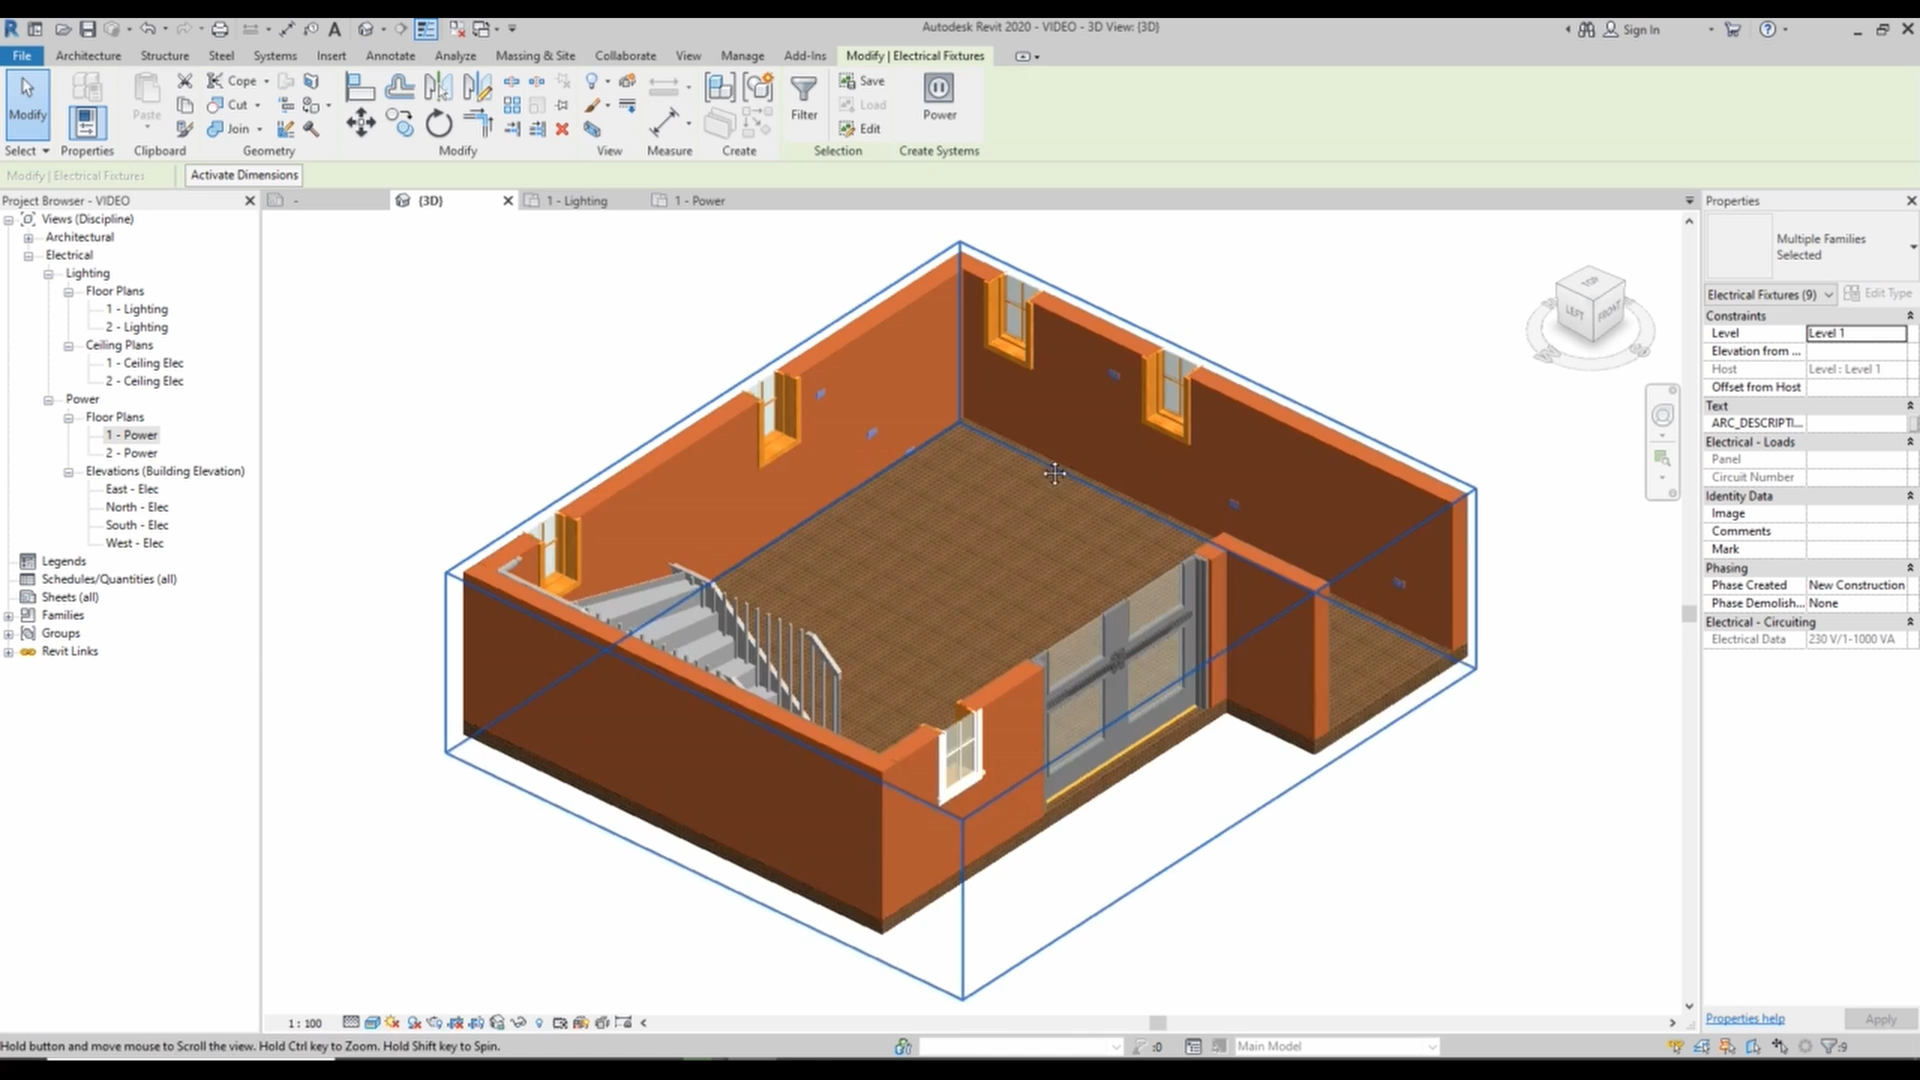 Autodesk Revit 2020 - VIDEO - 3D View: {3D}
Sign In
File Architecture Structure Steel Systems Insert Annotate Analyze Massing & Site Collaborate View Manage Add-Ins Modify | Electrical Fixtures
Modify
Paste
Cope
Cut
Join
Filter
Save
Load
Edit
Power
Select Properties Clipboard Geometry Modify View Measure Create Selection Create Systems
Modify | Electrical Fixtures Activate Dimensions
Project Browser - VIDEO
Views (Discipline)
Architectural
Electrical
Lighting
Floor Plans
1 - Lighting
2 - Lighting
Ceiling Plans
1 - Ceiling Elec
2 - Ceiling Elec
Power
Floor Plans
1 - Power
2 - Power
Elevations (Building Elevation)
East - Elec
North - Elec
South - Elec
West - Elec
Legends
Schedules/Quantities (all)
Sheets (all)
Families
Groups
Revit Links
-
{3D}
1 - Lighting
1 - Power
TOP
LEFT
FRONT
Properties
Multiple Families
Selected
Electrical Fixtures (9) Edit Type
Constraints
Level Level 1
Elevation from ...
Host Level : Level 1
Offset from Host
Text
ARC_DESCRIPTI...
Electrical - Loads
Panel
Circuit Number
Identity Data
Image
Comments
Mark
Phasing
Phase Created New Construction
Phase Demolish... None
Electrical - Circuiting
Electrical Data 230 V/1-1000 VA
Properties help Apply
1 : 100
Hold button and move mouse to Scroll the view. Hold Ctrl key to Zoom. Hold Shift key to Spin.
:0
Main Model
:9